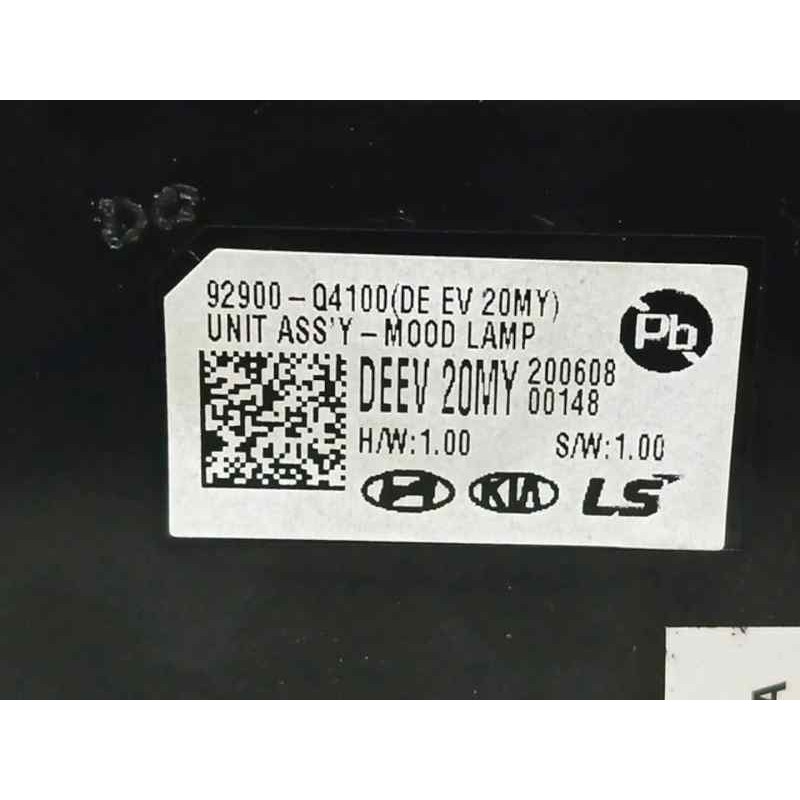 92900-Q4100(DE EV 20MY)
UNIT ASS'Y-MOOD LAMP
Pb
DEEV 20MY 200608
00148
H/W:1.00 S/W:1.00
KIA LS
A